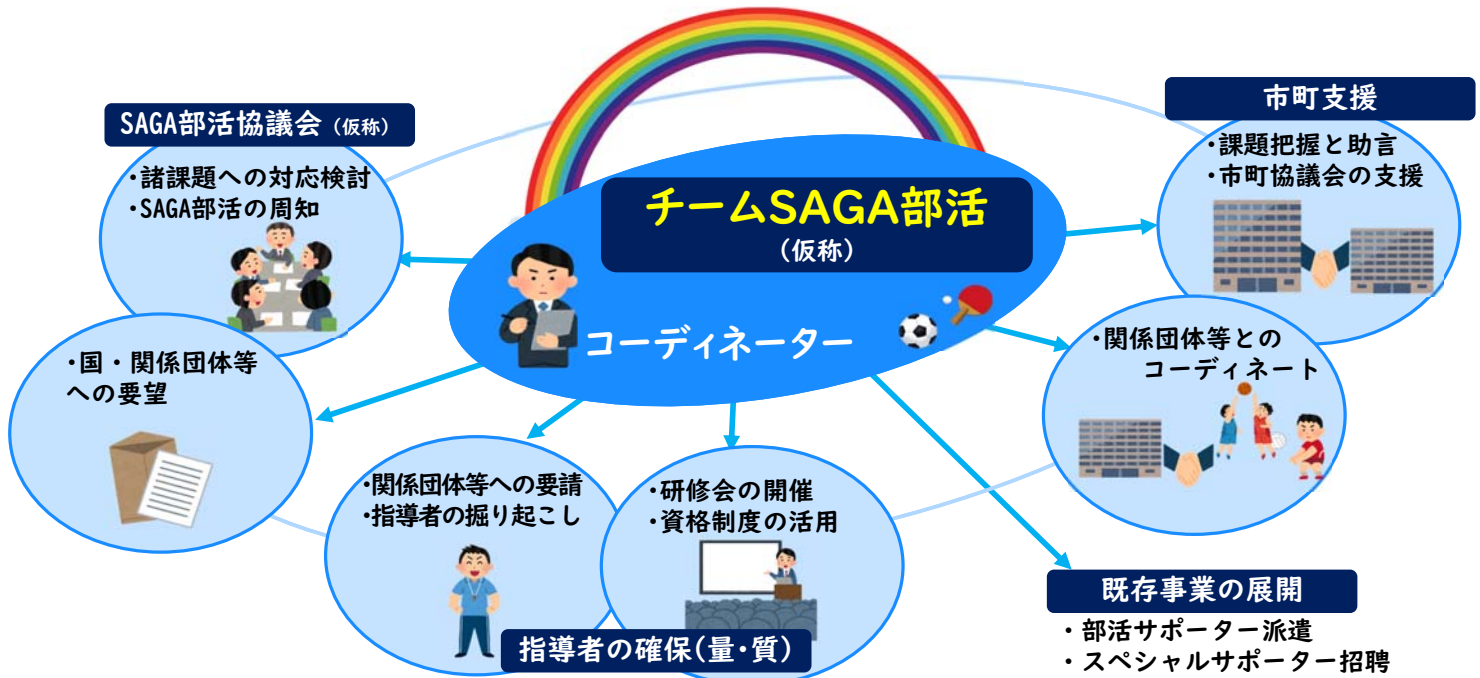 チームSAGA部活
(仮称)
コーディネーター
SAGA部活協議会(仮称)
・諸課題への対応検討
・SAGA部活の周知
・国・関係団体等
への要望
・関係団体等への要請
・指導者の掘り起こし
・研修会の開催
・資格制度の活用
指導者の確保(量・質)
市町支援
・課題把握と助言
・市町協議会の支援
・関係団体等との
コーディネート
既存事業の展開
・部活サポーター派遣
・スペシャルサポーター招聘